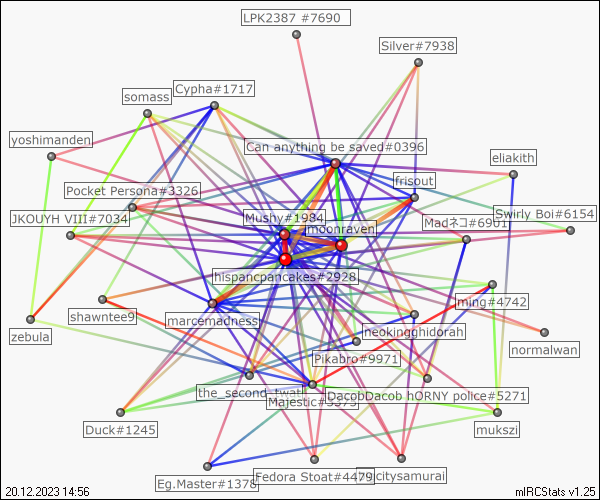 LPK2387 #7690
Silver#7938
Cypha#1717
somass
yoshimanden
Can anything be saved#0396
eliakith
frisout
Pocket Persona#3326
JKOUYH VIII#7034
Mushy#1984
moonraven
Madネコ#6901
Swirly Boi#6154
hispancpancakes#2928
ming#4742
shawntee9
marcemadness
neokingghidorah
zebula
normalwan
Pikabro#9971
the_second_twatl
DacobDacob hORNY police#5271
Duck#1245
mukszi
Eg.Master#1378
Fedora Stoat#4479
citysamurai
20.12.2023 14:56
mIRCStats v1.25